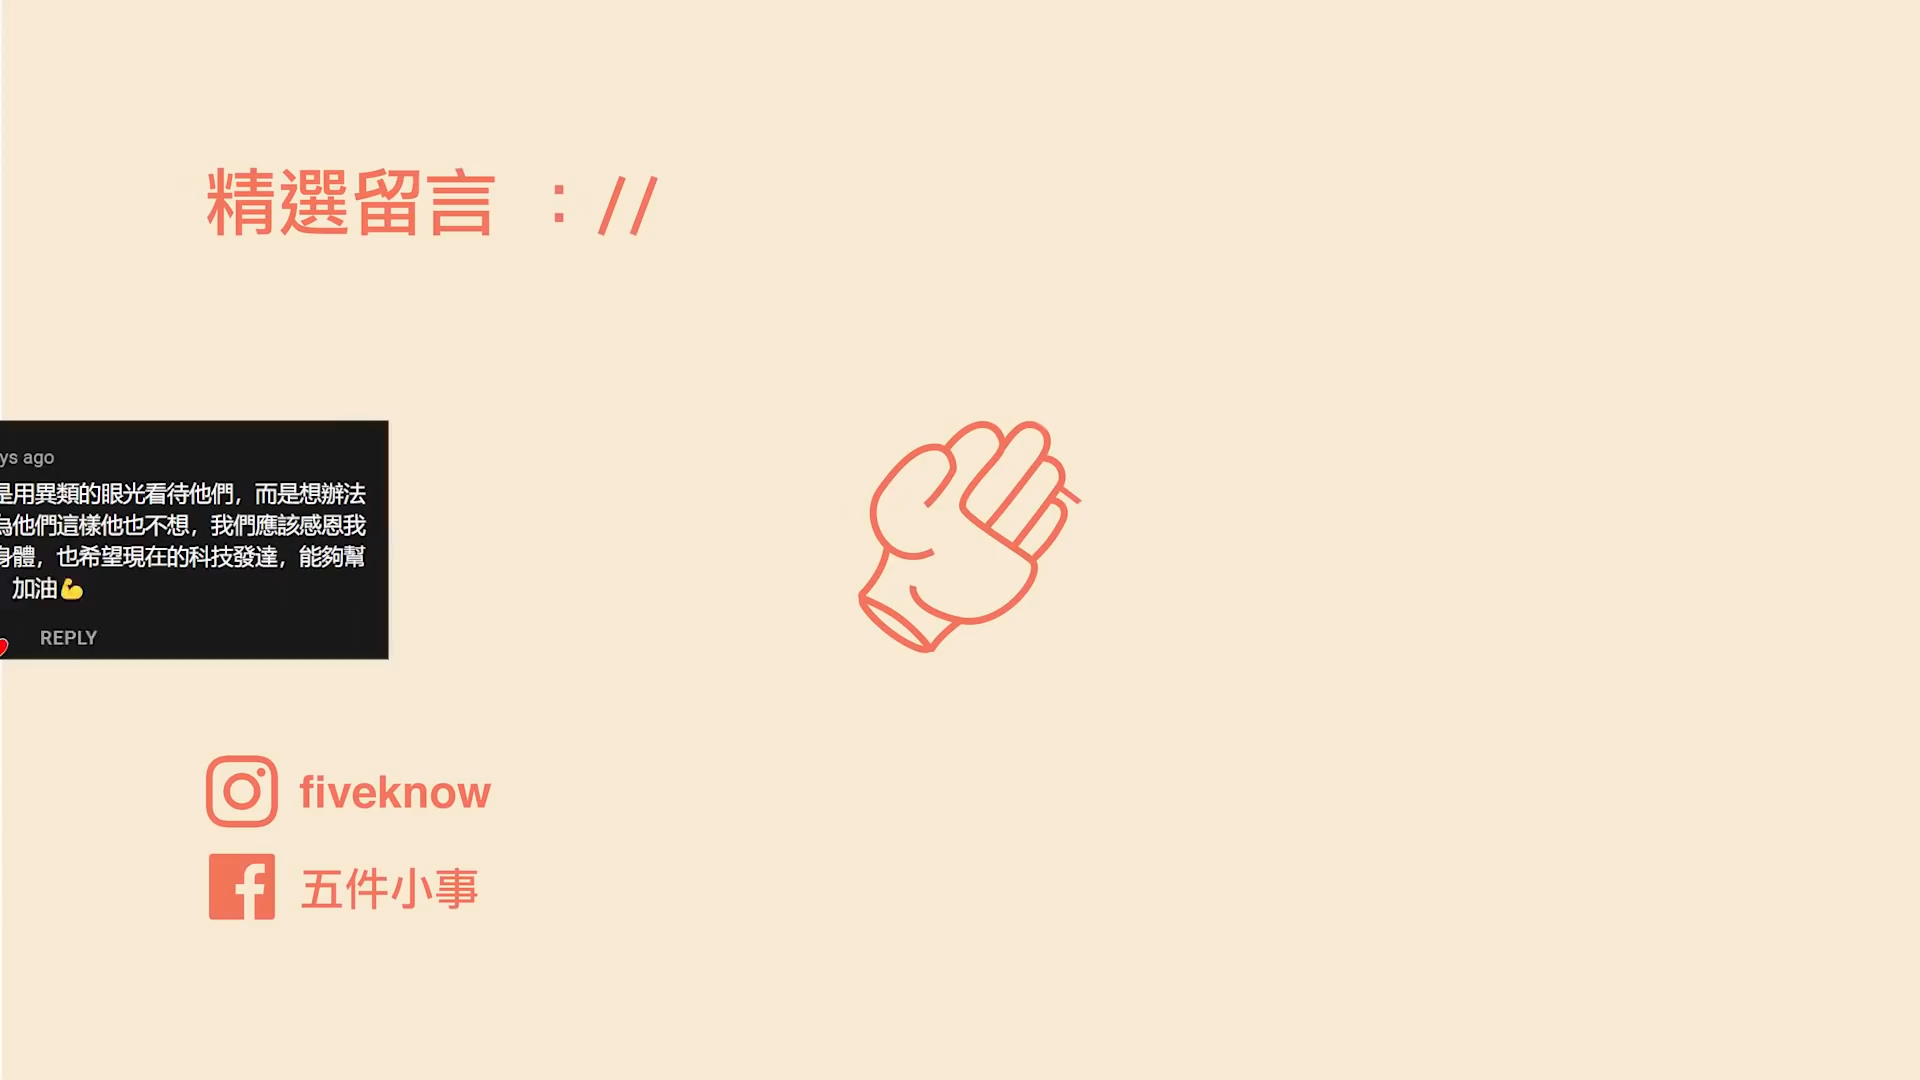 精選留言 ：//
ys ago
是用異類的眼光看待他們，而是想辦法
為他們這樣他也不想，我們應該感恩我
身體，也希望現在的科技發達，能夠幫
加油💪
REPLY
fiveknow
五件小事